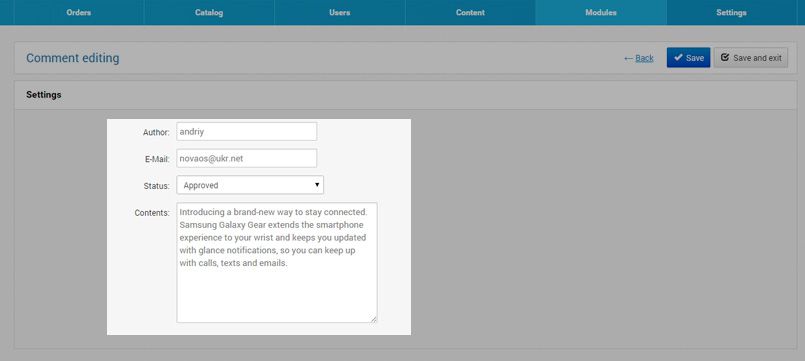 Orders Catalog Users Content Modules Settings
Comment editing ← Back Save Save and exit
Settings
Author: andriy
E-Mail: novaos@ukr.net
Status: Approved
Contents: Introducing a brand-new way to stay connected.
Samsung Galaxy Gear extends the smartphone
experience to your wrist and keeps you updated
with glance notifications, so you can keep up
with calls, texts and emails.